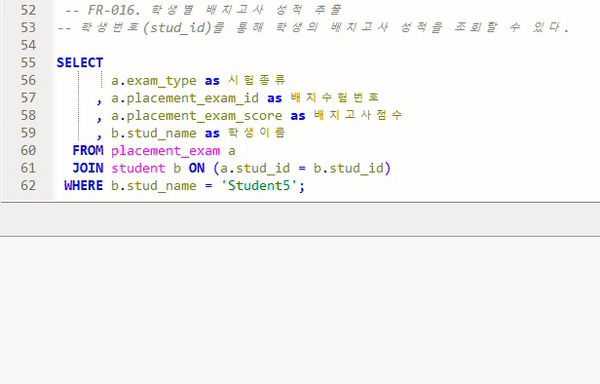 52 -- FR-016. 학생별 배치고사 성적 추출
53 -- 학생번호(stud_id)를 통해 학생의 배치고사 성적을 조회할 수 있다.
54
55 SELECT
56 a.exam_type as 시험종류
57 , a.placement_exam_id as 배치수험번호
58 , a.placement_exam_score as 배치고사점수
59 , b.stud_name as 학생이름
60 FROM placement_exam a
61 JOIN student b ON (a.stud_id = b.stud_id)
62 WHERE b.stud_name = 'Student5';